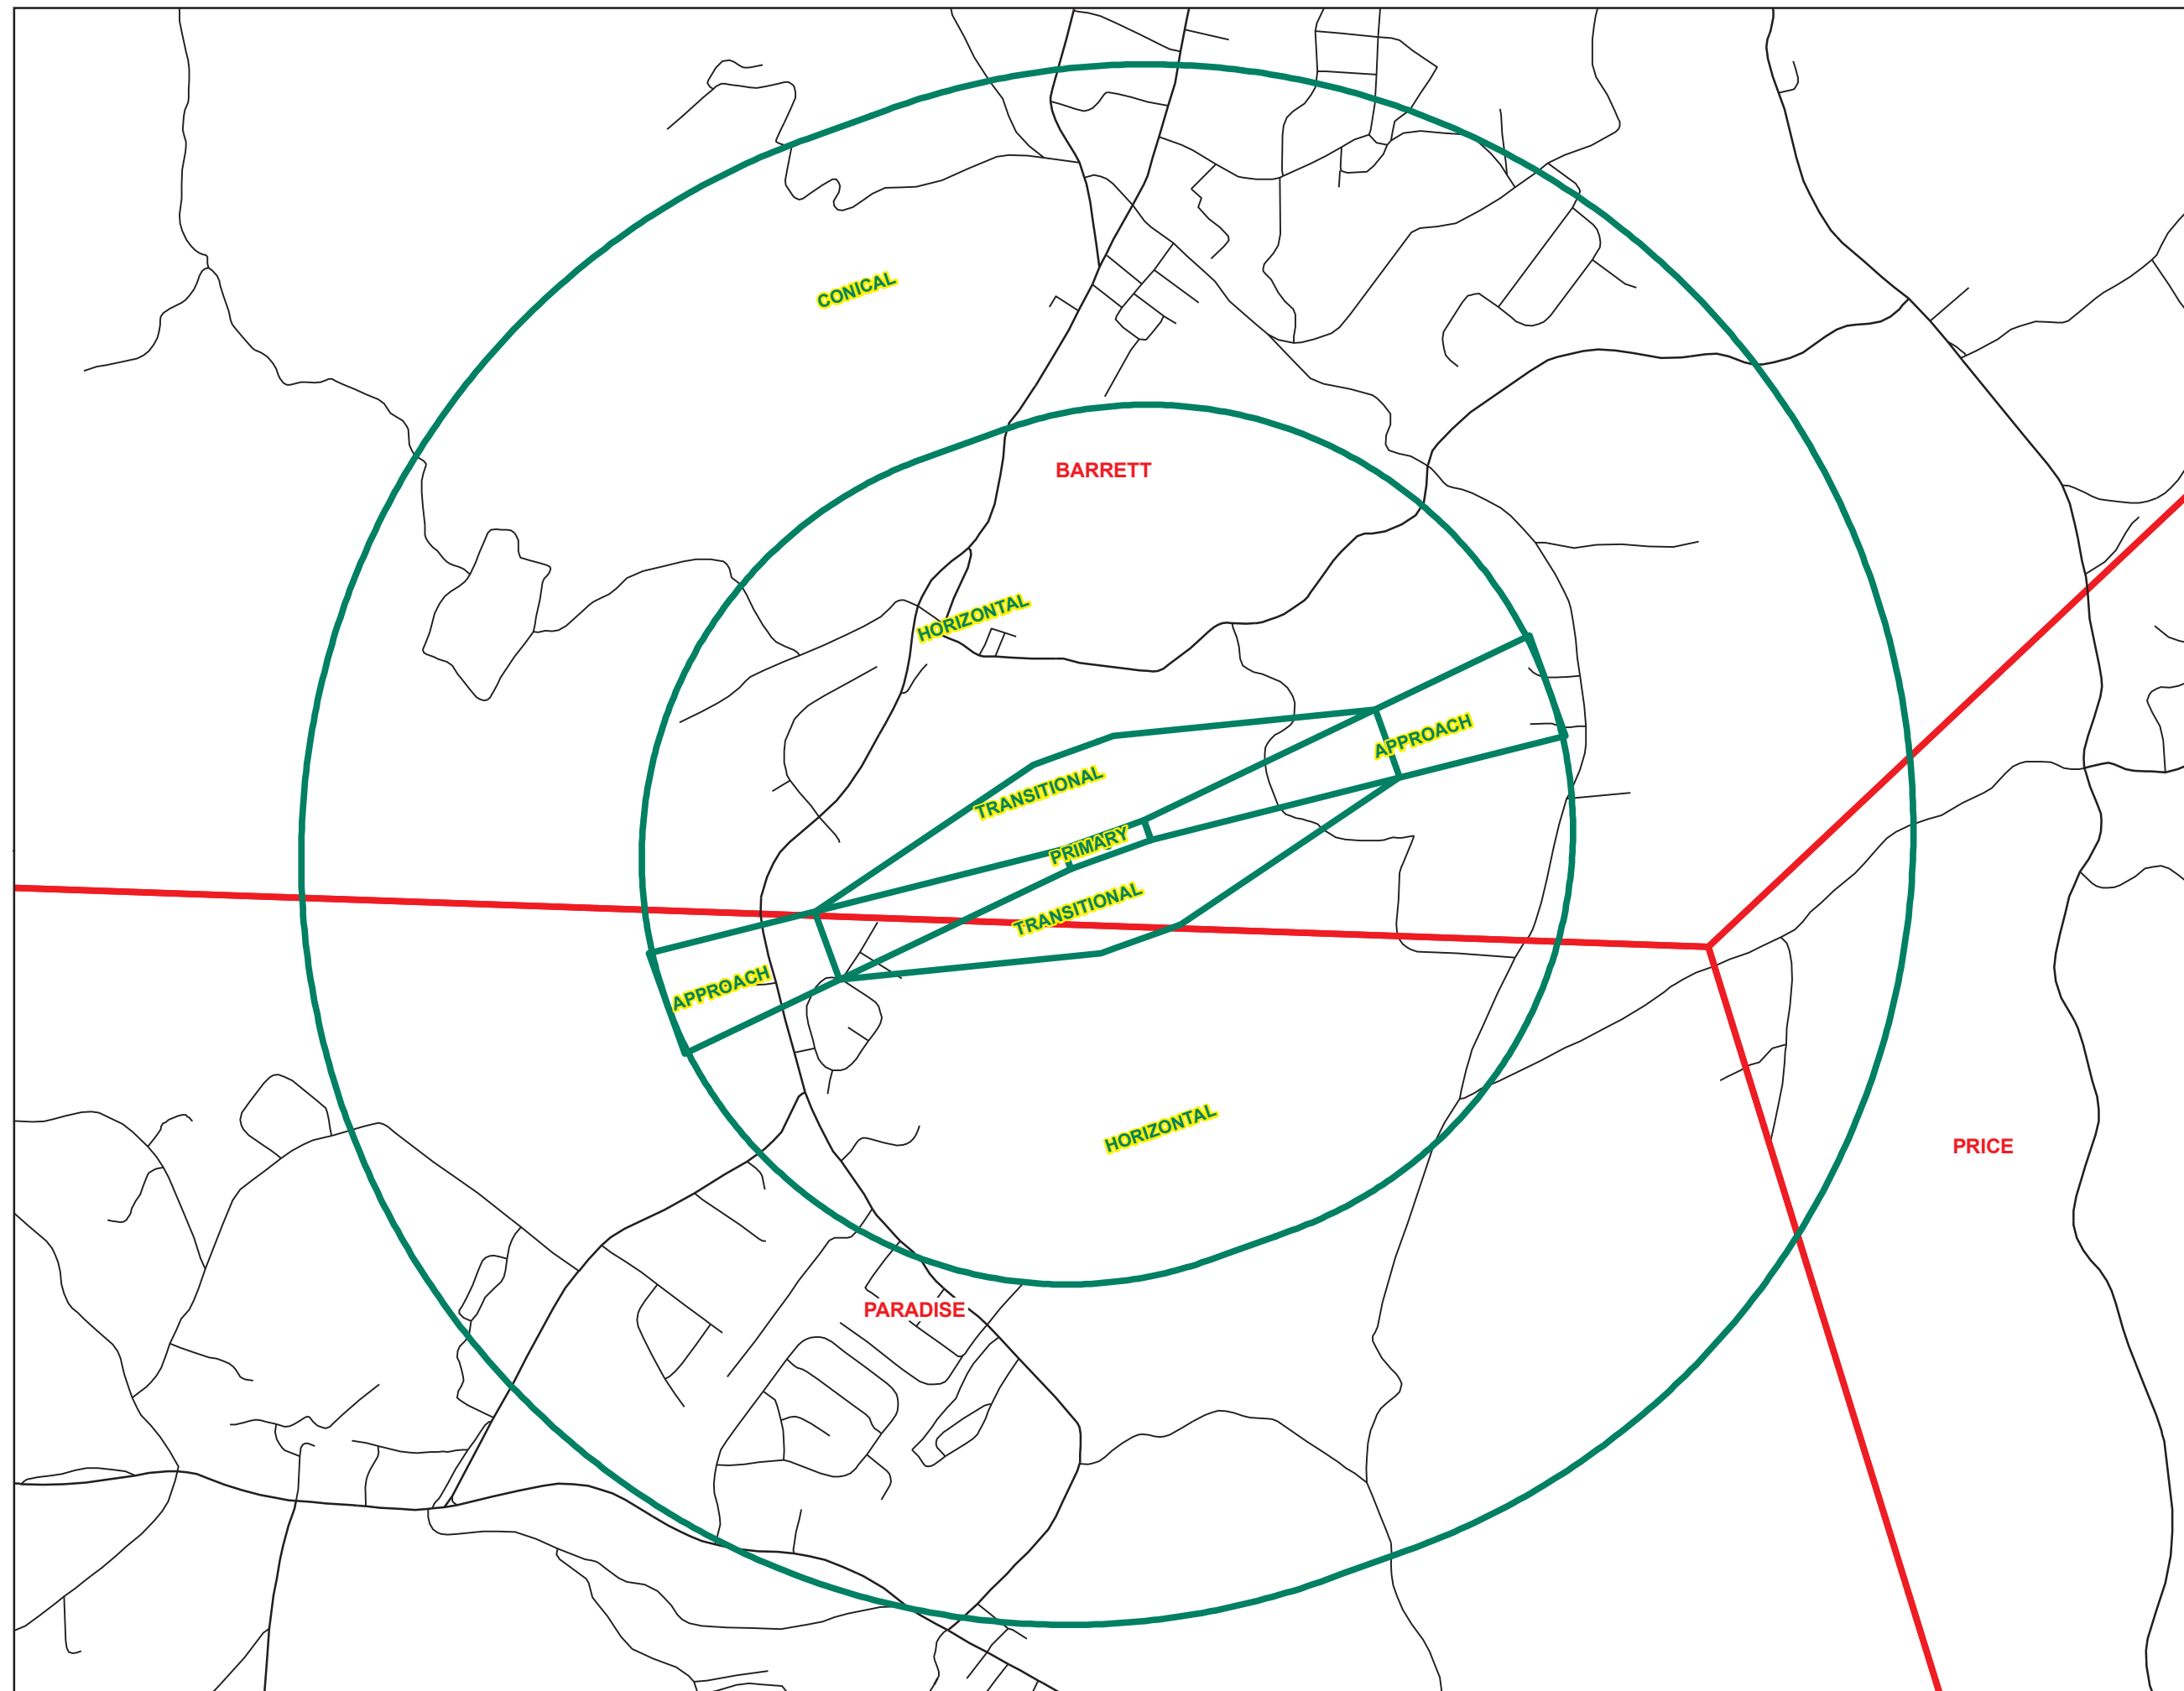 CONICAL
BARRETT
HORIZONTAL
APPROACH
TRANSITIONAL
PRIMARY
TRANSITIONAL
APPROACH
HORIZONTAL
PRICE
PARADISE